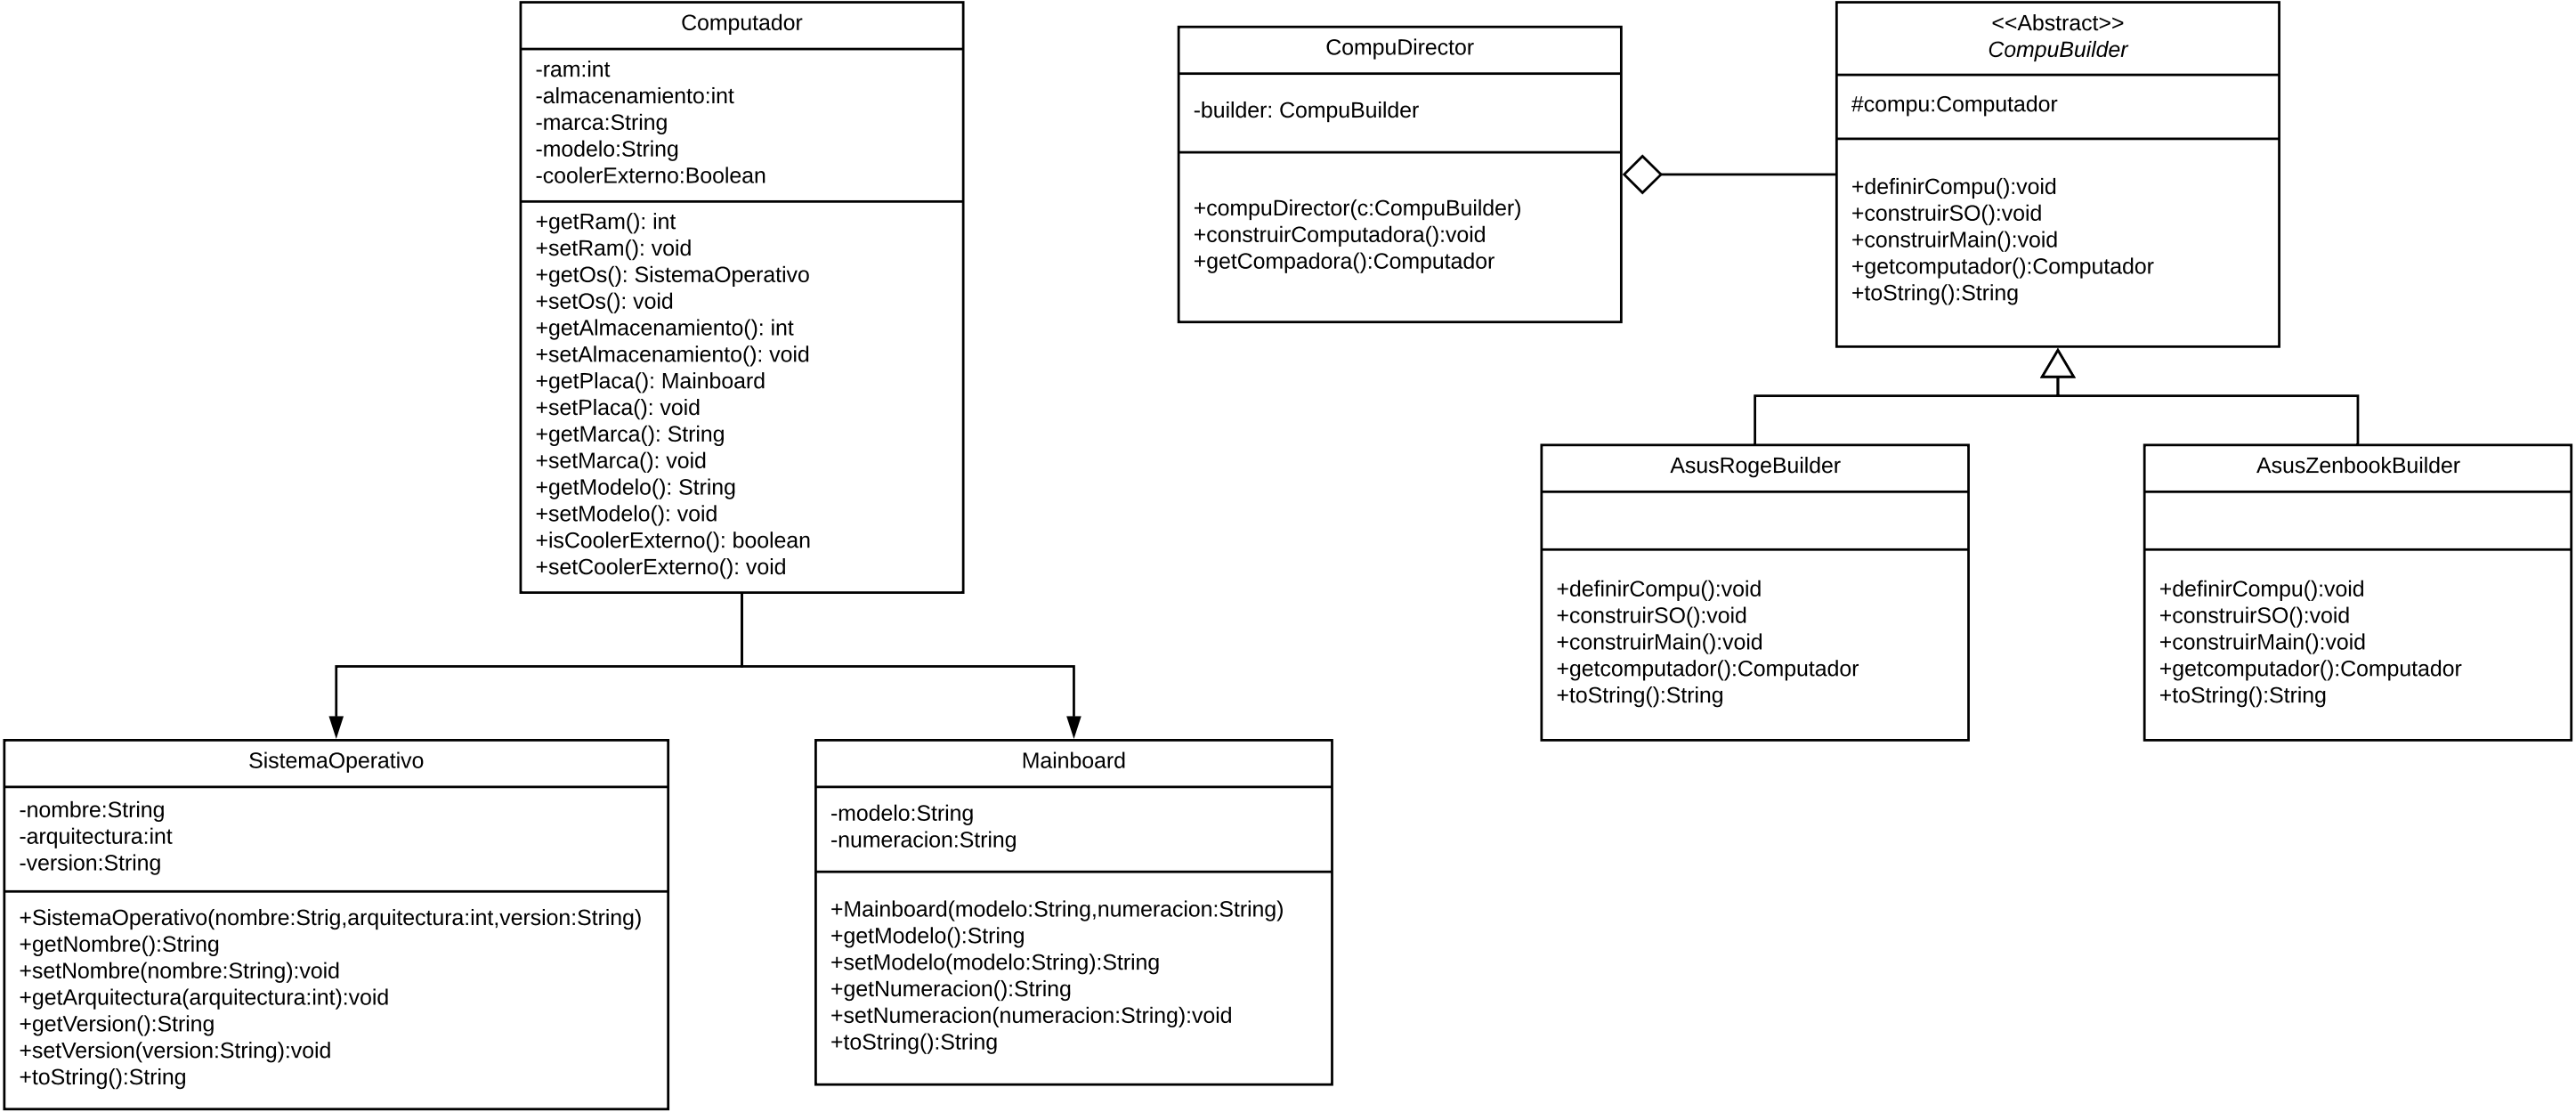 Computador
-ram:int
-almacenamiento:int
-marca:String
-modelo:String
-coolerExterno:Boolean
+getRam(): int
+setRam(): void
+getOs(): SistemaOperativo
+setOs(): void
+getAlmacenamiento(): int
+setAlmacenamiento(): void
+getPlaca(): Mainboard
+setPlaca(): void
+getMarca(): String
+setMarca(): void
+getModelo(): String
+setModelo(): void
+isCoolerExterno(): boolean
+setCoolerExterno(): void
CompuDirector
-builder: CompuBuilder
+compuDirector(c:CompuBuilder)
+construirComputadora():void
+getCompadora():Computador
<<Abstract>>
CompuBuilder
#compu:Computador
+definirCompu():void
+construirSO():void
+construirMain():void
+getcomputador():Computador
+toString():String
AsusRogeBuilder
+definirCompu():void
+construirSO():void
+construirMain():void
+getcomputador():Computador
+toString():String
AsusZenbookBuilder
+definirCompu():void
+construirSO():void
+construirMain():void
+getcomputador():Computador
+toString():String
SistemaOperativo
-nombre:String
-arquitectura:int
-version:String
+SistemaOperativo(nombre:Strig,arquitectura:int,version:String)
+getNombre():String
+setNombre(nombre:String):void
+getArquitectura(arquitectura:int):void
+getVersion():String
+setVersion(version:String):void
+toString():String
Mainboard
-modelo:String
-numeracion:String
+Mainboard(modelo:String,numeracion:String)
+getModelo():String
+setModelo(modelo:String):String
+getNumeracion():String
+setNumeracion(numeracion:String):void
+toString():String